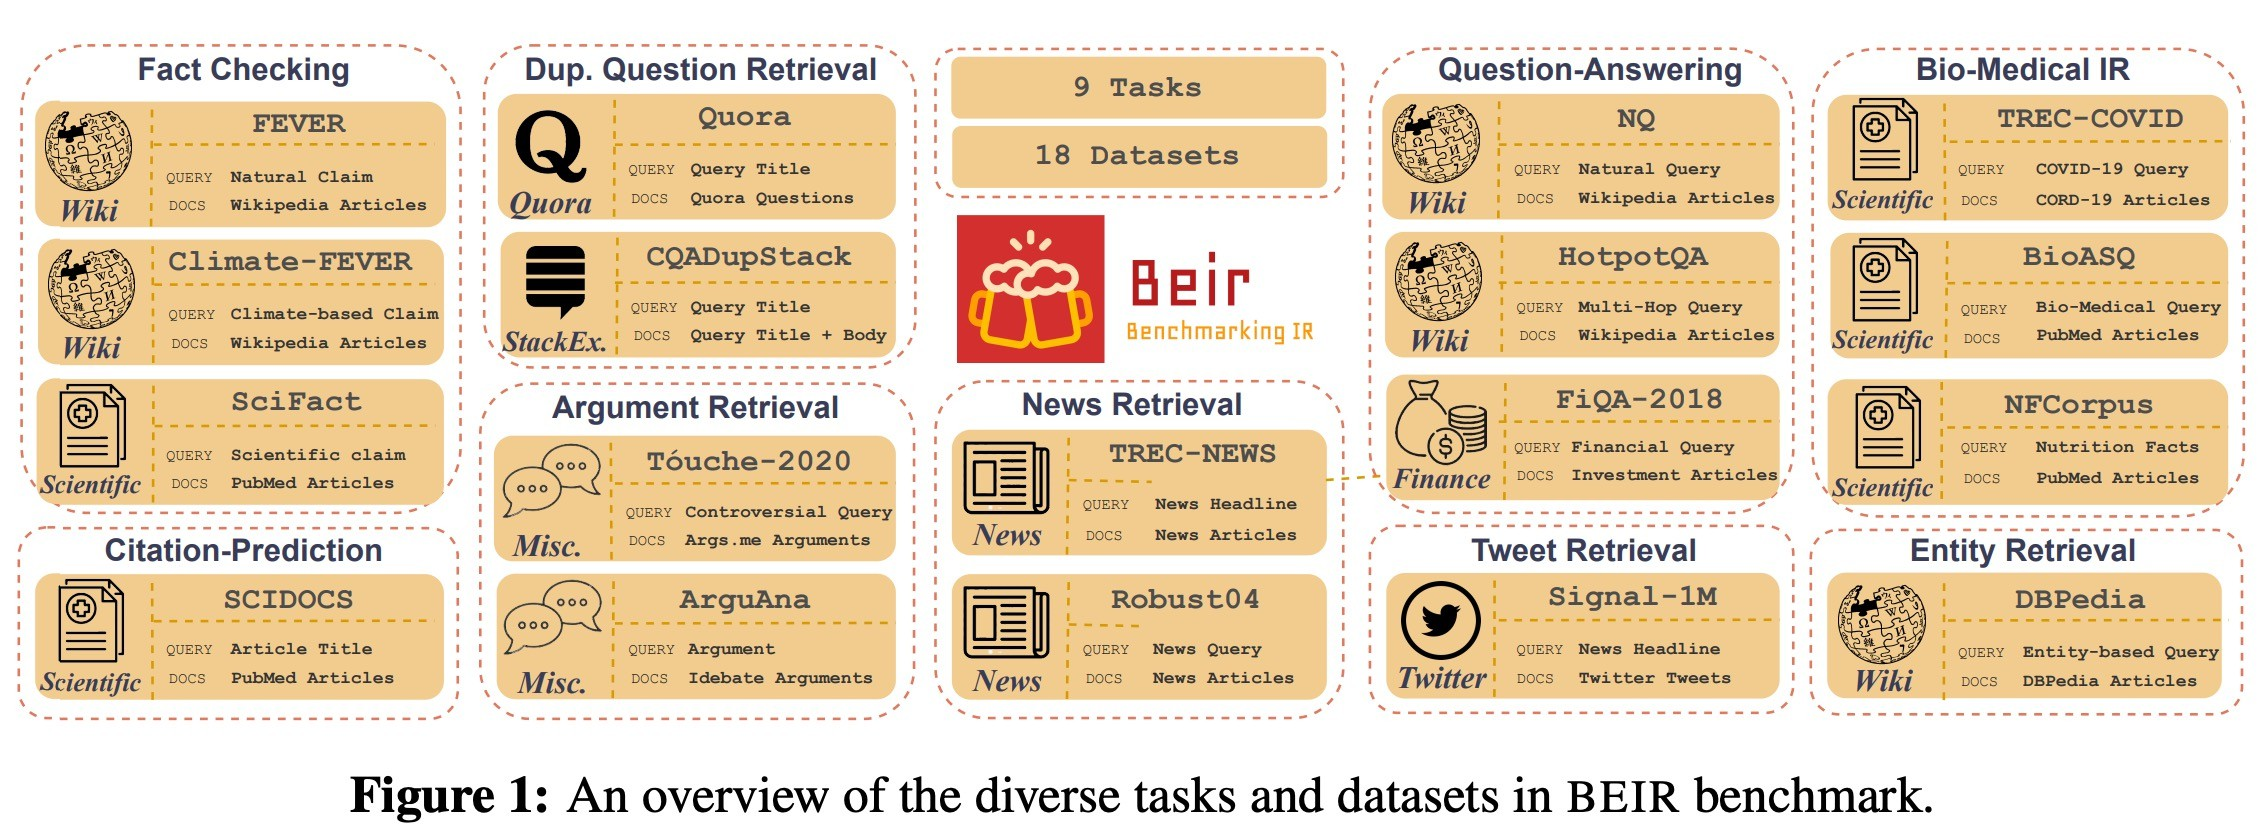 Fact Checking
FEVER
QUERY Natural Claim
DOCS Wikipedia Articles
Wiki
Climate-FEVER
QUERY Climate-based Claim
DOCS Wikipedia Articles
Wiki
SciFact
QUERY Scientific claim
DOCS PubMed Articles
Scientific
Citation-Prediction
SCIDOCS
QUERY Article Title
DOCS PubMed Articles
Scientific
Dup. Question Retrieval
Q
Quora
QUERY Query Title
DOCS Quora Questions
Quora
CQADupStack
QUERY Query Title
DOCS Query Title + Body
StackEx.
Argument Retrieval
Tóuche-2020
QUERY Controversial Query
DOCS Args.me Arguments
Misc.
ArguAna
QUERY Argument
DOCS Idebate Arguments
Misc.
9 Tasks
18 Datasets
Beir
Benchmarking IR
News Retrieval
TREC-NEWS
QUERY News Headline
DOCS News Articles
News
Robust04
QUERY News Query
DOCS News Articles
News
Question-Answering
NQ
QUERY Natural Query
DOCS Wikipedia Articles
Wiki
HotpotQA
QUERY Multi-Hop Query
DOCS Wikipedia Articles
Wiki
FiQA-2018
QUERY Financial Query
DOCS Investment Articles
Finance
Tweet Retrieval
Signal-1M
QUERY News Headline
DOCS Twitter Tweets
Twitter
Bio-Medical IR
TREC-COVID
QUERY COVID-19 Query
DOCS CORD-19 Articles
Scientific
BioASQ
QUERY Bio-Medical Query
DOCS PubMed Articles
Scientific
NFCorpus
QUERY Nutrition Facts
DOCS PubMed Articles
Scientific
Entity Retrieval
DBPedia
QUERY Entity-based Query
DOCS DBPedia Articles
Wiki
Figure 1: An overview of the diverse tasks and datasets in BEIR benchmark.